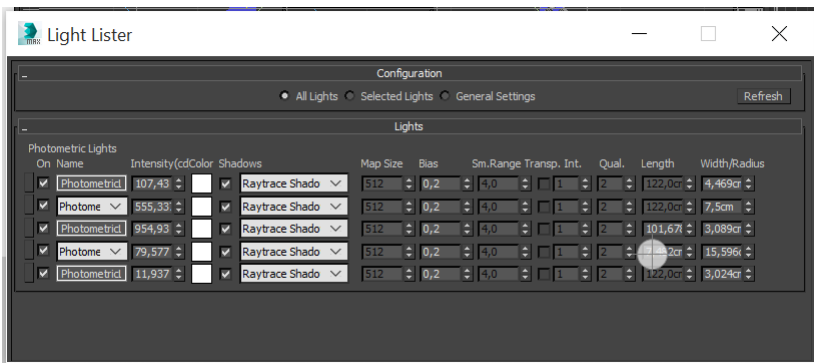 MAX Light Lister
Configuration
All Lights Selected Lights General Settings Refresh
Lights
Photometric Lights
On Name Intensity(cdColor Shadows Map Size Bias Sm.Range Transp. Int. Qual. Length Width/Radius
Photometricl 107,43 Raytrace Shado 512 0,2 4,0 1 2 122,0cr 4,469cr
Photome 555,33 Raytrace Shado 512 0,2 4,0 1 2 122,0cr 7,5cm
Photometricl 954,93 Raytrace Shado 512 0,2 4,0 1 2 101,67 3,089cr
Photome 79,577 Raytrace Shado 512 0,2 4,0 1 2 15,596
Photometricl 11,937 Raytrace Shado 512 0,2 4,0 1 2 122,0cr 3,024cr